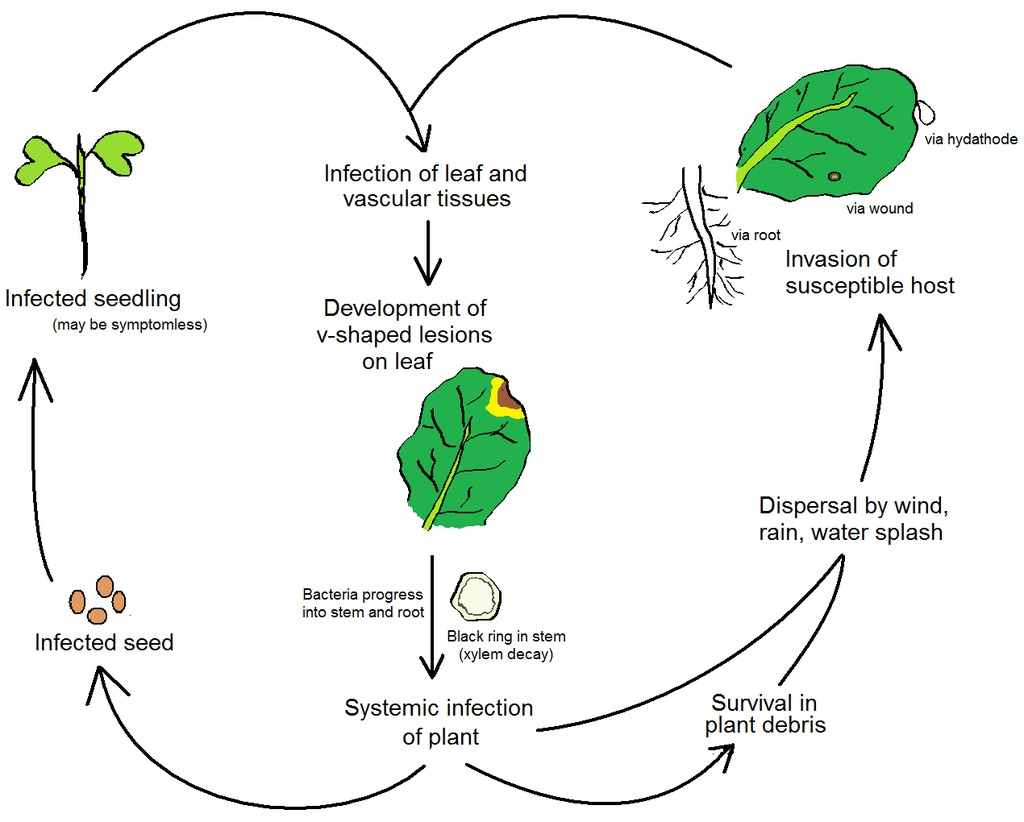 via hydathode
Infection of leaf and
vascular tissues
via wound
via root
Invasion of
susceptible host
Infected seedling
(may be symptomless)
Development of
v-shaped lesions
on leaf
Dispersal by wind,
rain, water splash
Bacteria progress
into stem and root
Black ring in stem
(xylem decay)
Infected seed
Systemic infection
of plant
Survival in
plant debris